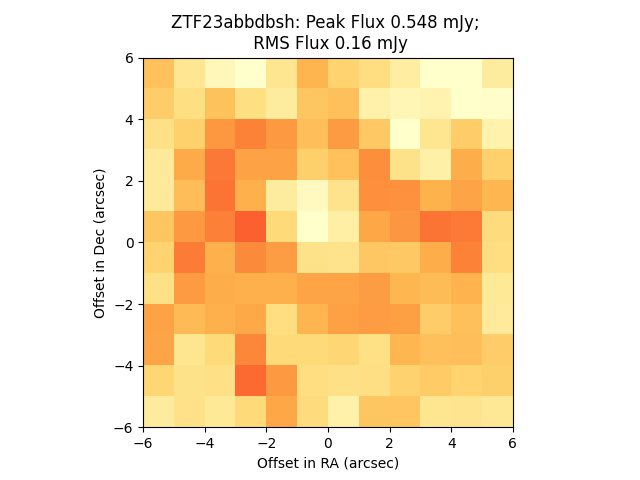 ZTF23abbdbsh: Peak Flux 0.548 mJy;
RMS Flux 0.16 mJy
6
4
2
0
−2
−4
−6
Offset in Dec (arcsec)
−6 −4 −2 0 2 4 6
Offset in RA (arcsec)